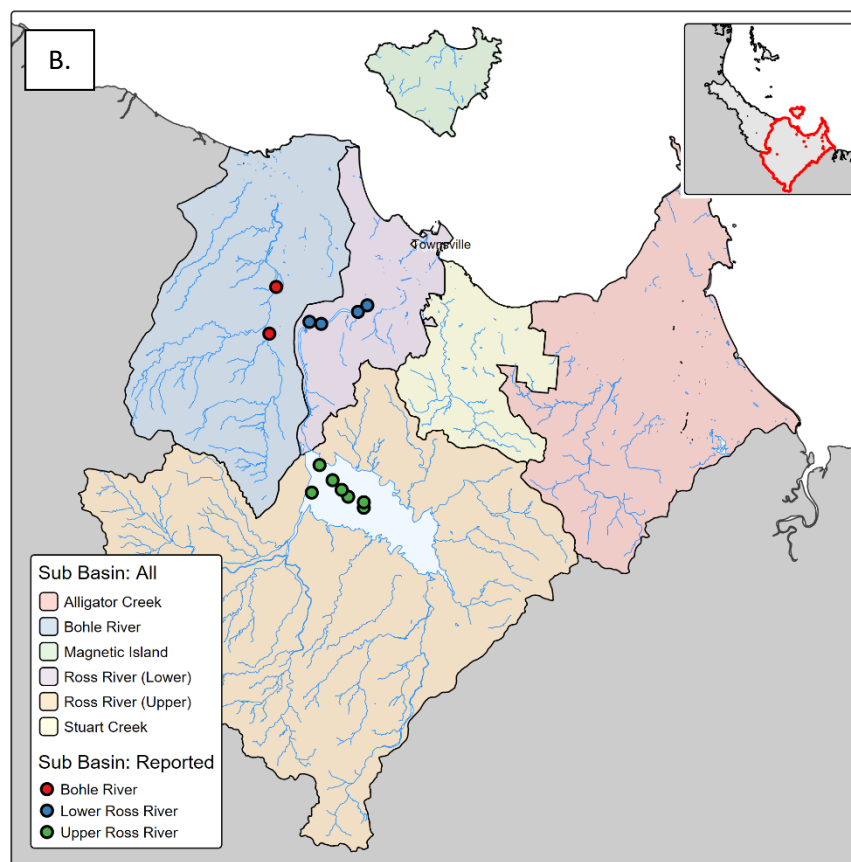 B.
Townsville
Sub Basin: All
Alligator Creek
Bohle River
Magnetic Island
Ross River (Lower)
Ross River (Upper)
Stuart Creek
Sub Basin: Reported
Bohle River
Lower Ross River
Upper Ross River